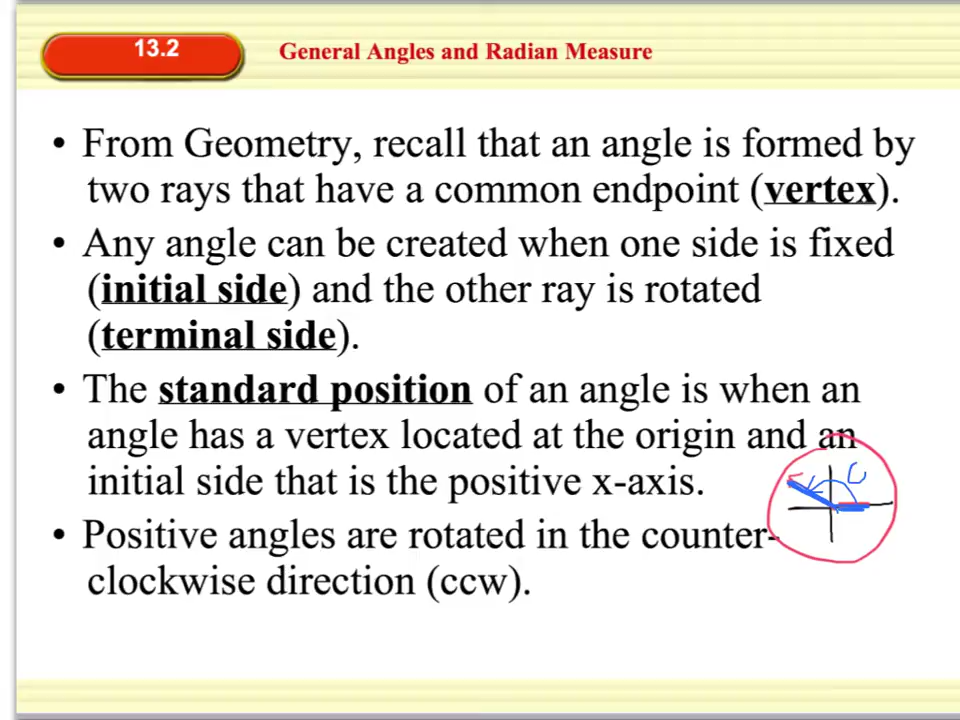 13.2
General Angles and Radian Measure
• From Geometry, recall that an angle is formed by
two rays that have a common endpoint (vertex).
• Any angle can be created when one side is fixed
(initial side) and the other ray is rotated
(terminal side).
• The standard position of an angle is when an
angle has a vertex located at the origin and an
initial side that is the positive x-axis.
• Positive angles are rotated in the counter-
clockwise direction (ccw).